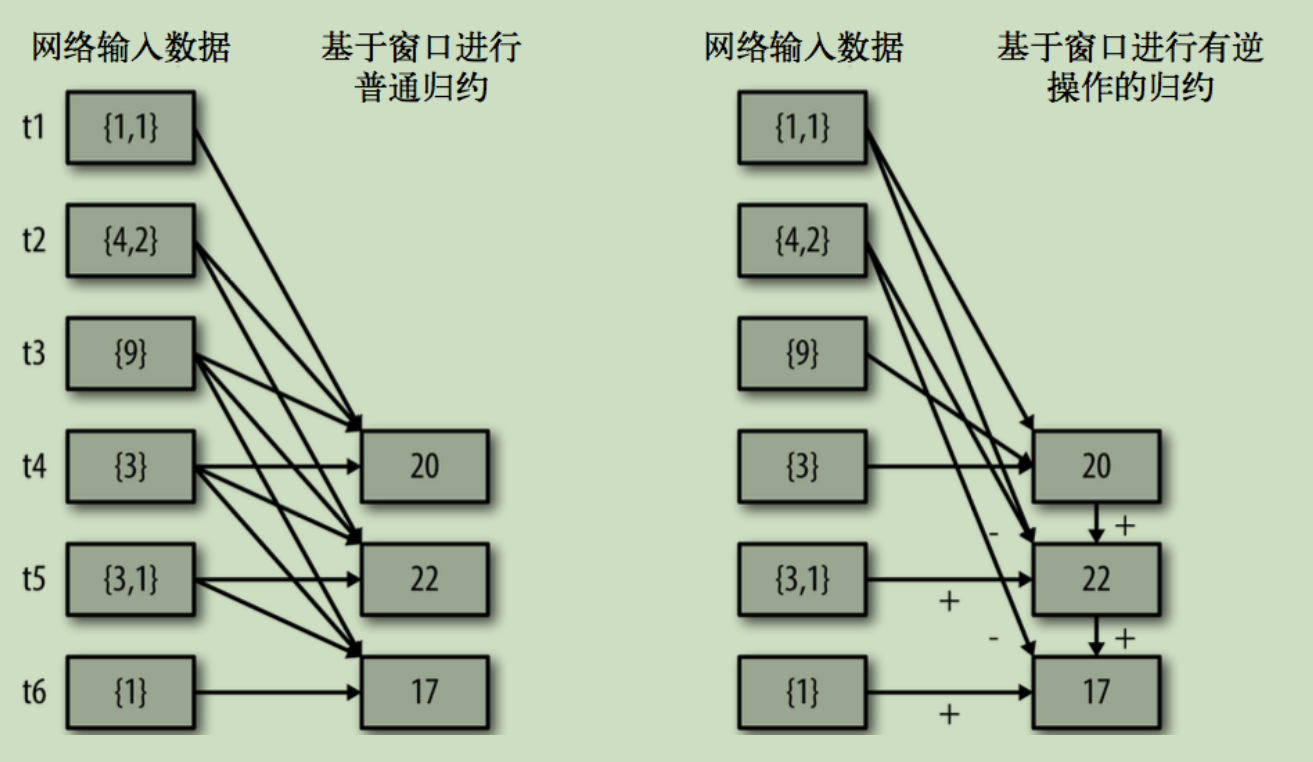 网络输入数据
基于窗口进行
普通归约
t1
{1,1}
t2
{4,2}
t3
{9}
t4
{3}
20
t5
{3,1}
22
t6
{1}
17
网络输入数据
基于窗口进行有逆
操作的归约
{1,1}
{4,2}
{9}
{3}
20
- +
{3,1}
22
+
- +
{1}
17
+